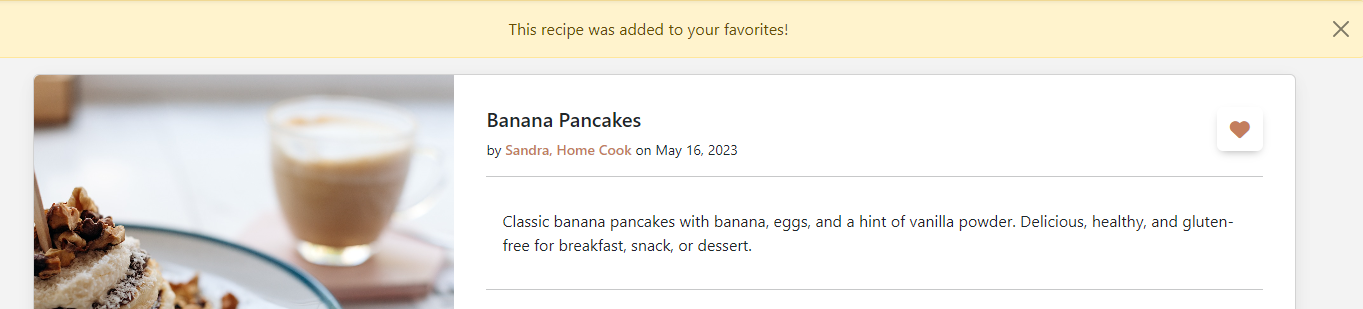 This recipe was added to your favorites!
Banana Pancakes
by Sandra, Home Cook on May 16, 2023
Classic banana pancakes with banana, eggs, and a hint of vanilla powder. Delicious, healthy, and gluten-
free for breakfast, snack, or dessert.